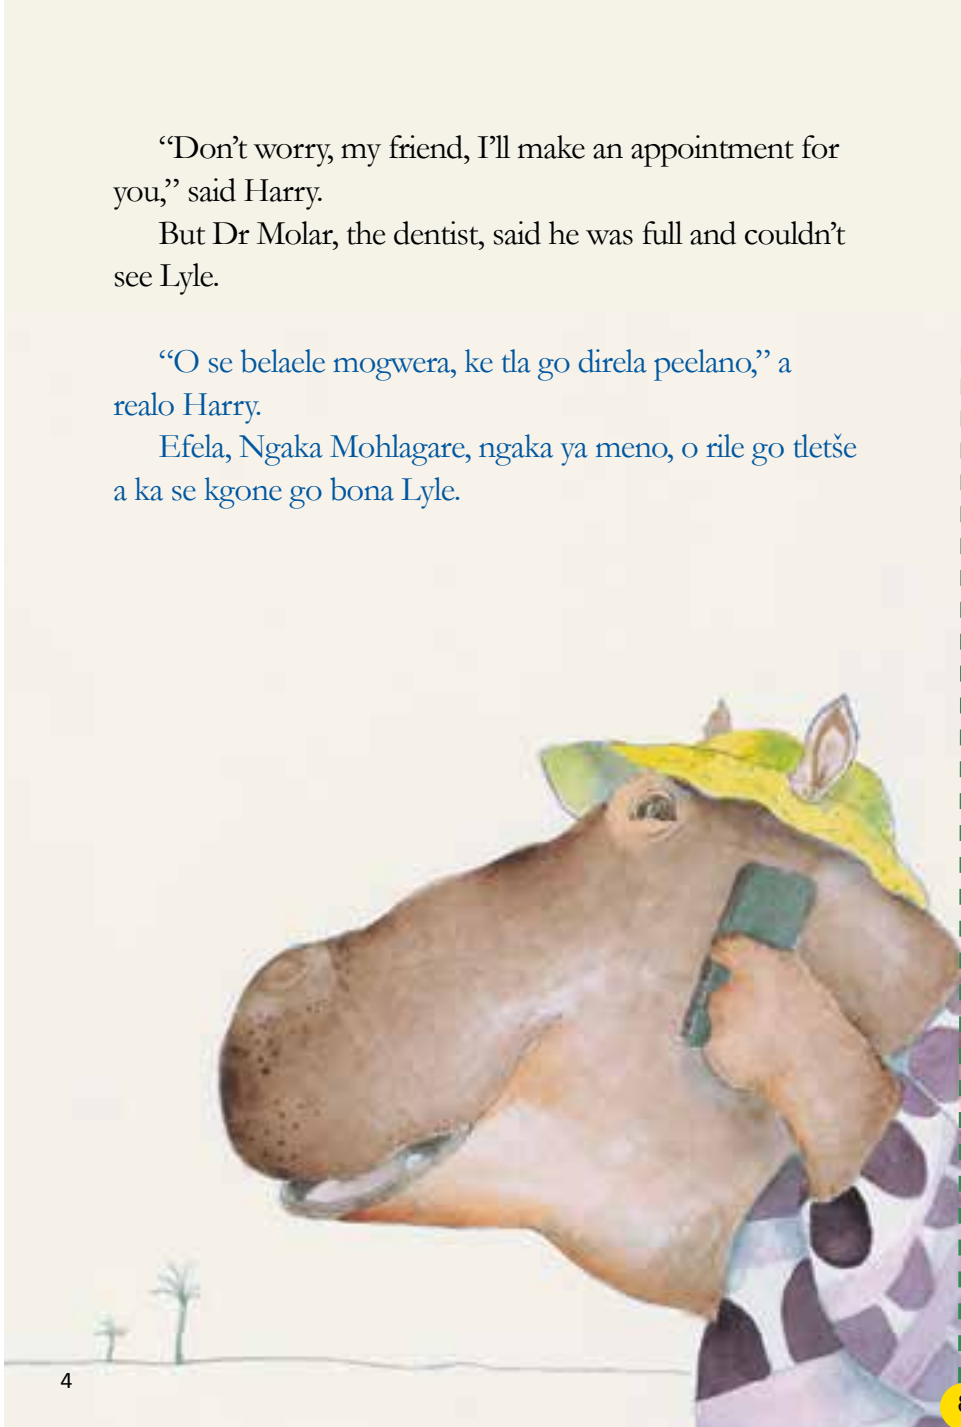 “Don’t worry, my friend, I’ll make an appointment for
you,” said Harry.
But Dr Molar, the dentist, said he was full and couldn’t
see Lyle.
“O se belaele mogwera, ke tla go direla peelano,” a
realo Harry.
Efela, Ngaka Mohlagare, ngaka ya meno, o rile go tletše
a ka se kgone go bona Lyle.
4